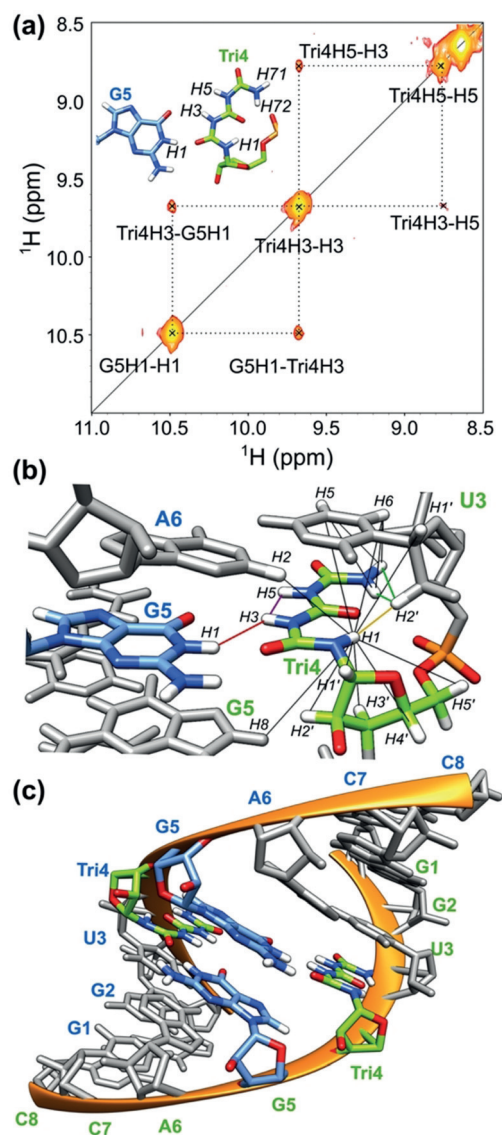 (a)
8.5
9.0
9.5
10.0
10.5
¹H (ppm)
11.0 10.5 10.0 9.5 9.0 8.5
¹H (ppm)
G5
H1
Tri4
H5
H3
H71
H72
H1
Tri4H5-H3
Tri4H5-H5
Tri4H3-G5H1
Tri4H3-H3
Tri4H3-H5
G5H1-H1
G5H1-Tri4H3
(b)
A6
G5
G5
U3
Tri4
H5
H6
H1'
H2
H5
H3
H1
H2'
H1
H1'
H2'
H3'
H4'
H5'
H8
(c)
C8
C7
A6
G5
Tri4
U3
G2
G1
C8
C7
A6
G5
Tri4
U3
G2
G1